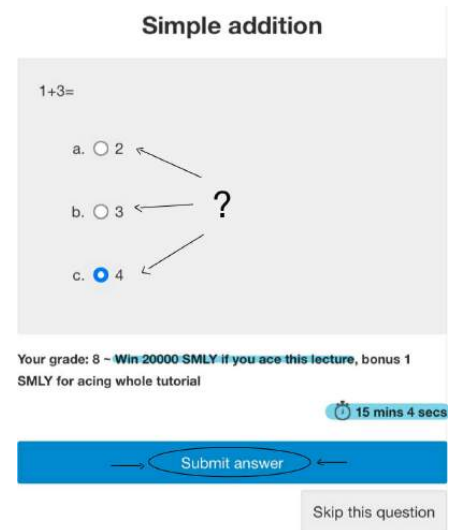 Simple addition
1+3=
a. 2
b. 3
?
c. 4
Your grade: 8 ~ Win 20000 SMLY if you ace this lecture, bonus 1
SMLY for acing whole tutorial
15 mins 4 secs
Submit answer
Skip this question